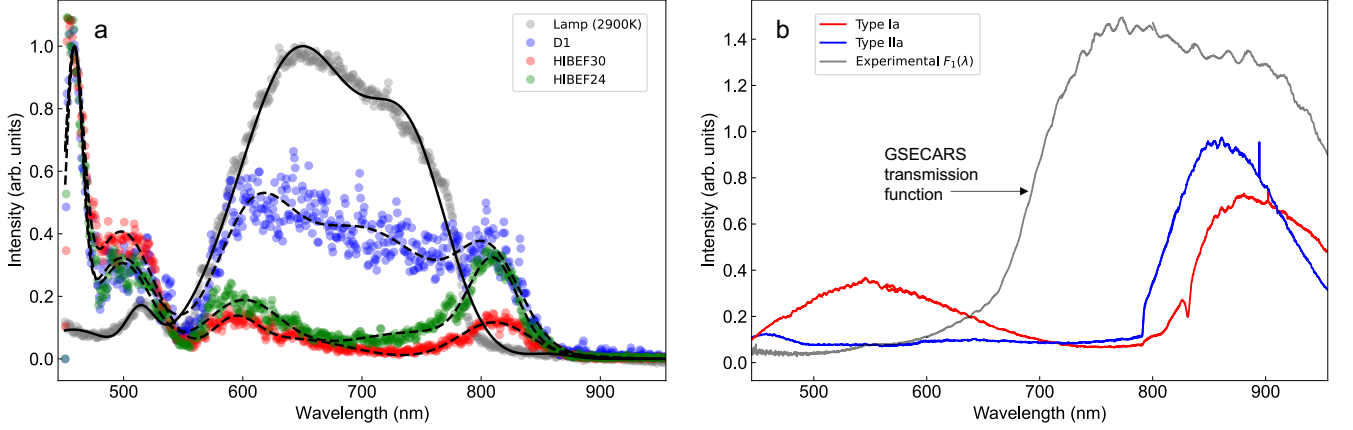 a
Lamp (2900K)
D1
HIBEF30
HIBEF24
1.0
0.8
0.6
0.4
0.2
0.0
Intensity (arb. units)
500
600
700
800
900
Wavelength (nm)
b
Type Ia
Type IIa
Experimental F₁(λ)
GSECARS
transmission
function
1.4
1.2
1.0
0.8
0.6
0.4
0.2
0.0
Intensity (arb. units)
500
600
700
800
900
Wavelength (nm)